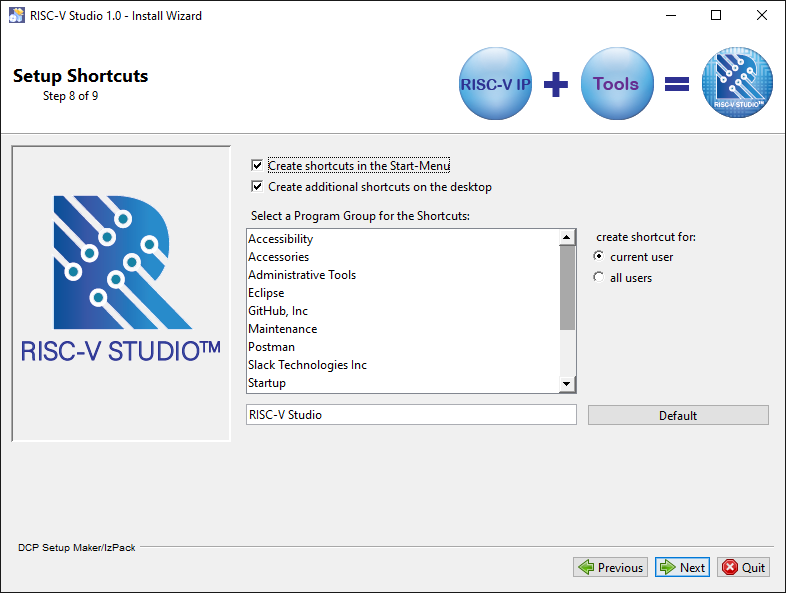 RISC-V Studio 1.0 - Install Wizard
Setup Shortcuts
Step 8 of 9
RISC-V IP
Tools
RISC-V STUDIO™
RISC-V STUDIO™
Create shortcuts in the Start-Menu
Create additional shortcuts on the desktop
Select a Program Group for the Shortcuts:
Accessibility
Accessories
Administrative Tools
Eclipse
GitHub, Inc
Maintenance
Postman
Slack Technologies Inc
Startup
create shortcut for:
current user
all users
RISC-V Studio
Default
DCP Setup Maker/IzPack
Previous
Next
Quit